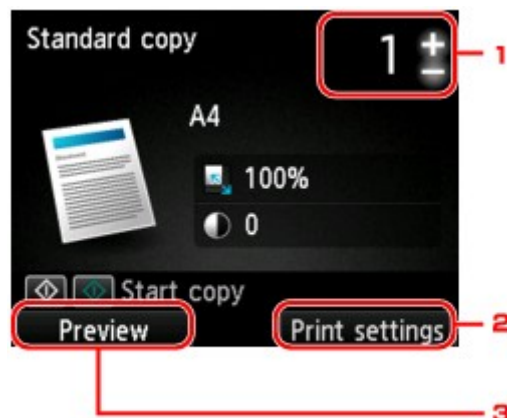 Standard copy
1 + −
1
A4
100%
0
Start copy
Preview
Print settings
2
3